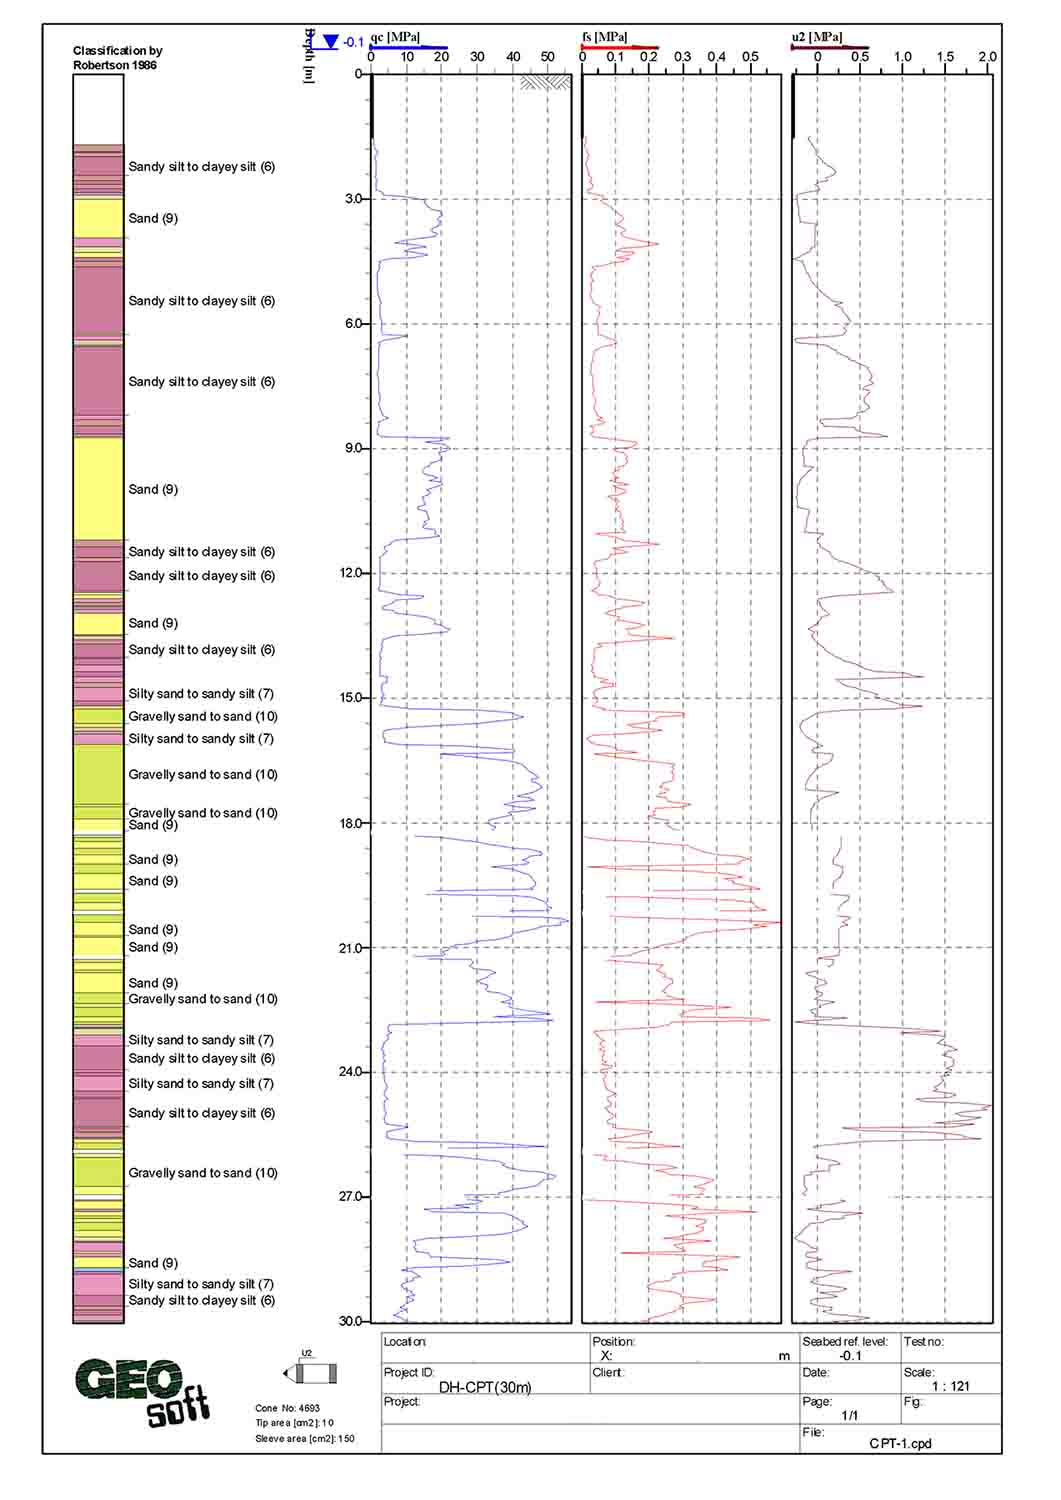 Classification by
Robertson 1986
Depth [m]
-0.1
qc [MPa]
fs [MPa]
u2 [MPa]
0 10 20 30 40 50
0 0.1 0.2 0.3 0.4 0.5
0 0.5 1.0 1.5 2.0
0
Sandy silt to clayey silt (6)
3.0
Sand (9)
Sandy silt to clayey silt (6)
6.0
Sandy silt to clayey silt (6)
9.0
Sand (9)
Sandy silt to clayey silt (6)
12.0
Sandy silt to clayey silt (6)
Sand (9)
Sandy silt to clayey silt (6)
Silty sand to sandy silt (7)
15.0
Gravelly sand to sand (10)
Silty sand to sandy silt (7)
Gravelly sand to sand (10)
Gravelly sand to sand (10)
18.0
Sand (9)
Sand (9)
Sand (9)
Sand (9)
Sand (9)
21.0
Sand (9)
Gravelly sand to sand (10)
Silty sand to sandy silt (7)
Sandy silt to clayey silt (6)
24.0
Silty sand to sandy silt (7)
Sandy silt to clayey silt (6)
Gravelly sand to sand (10)
27.0
Sand (9)
Silty sand to sandy silt (7)
Sandy silt to clayey silt (6)
30.0
GEO
soft
U2
Cone No: 4693
Tip area [cm2]: 10
Sleeve area [cm2]: 150
Location:
Position:
X: m
Seabed ref. level:
-0.1
Test no:
Project ID:
DH-CPT(30m)
Client:
Date:
Scale:
1 : 121
Project:
Page:
1/1
Fig:
File:
CPT-1.cpd